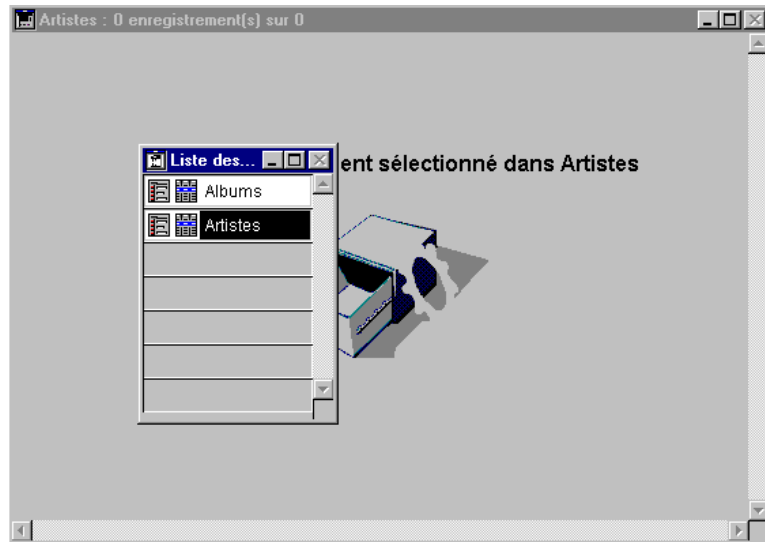 Artistes : 0 enregistrement(s) sur 0
Liste des...
ent sélectionné dans Artistes
Albums
Artistes